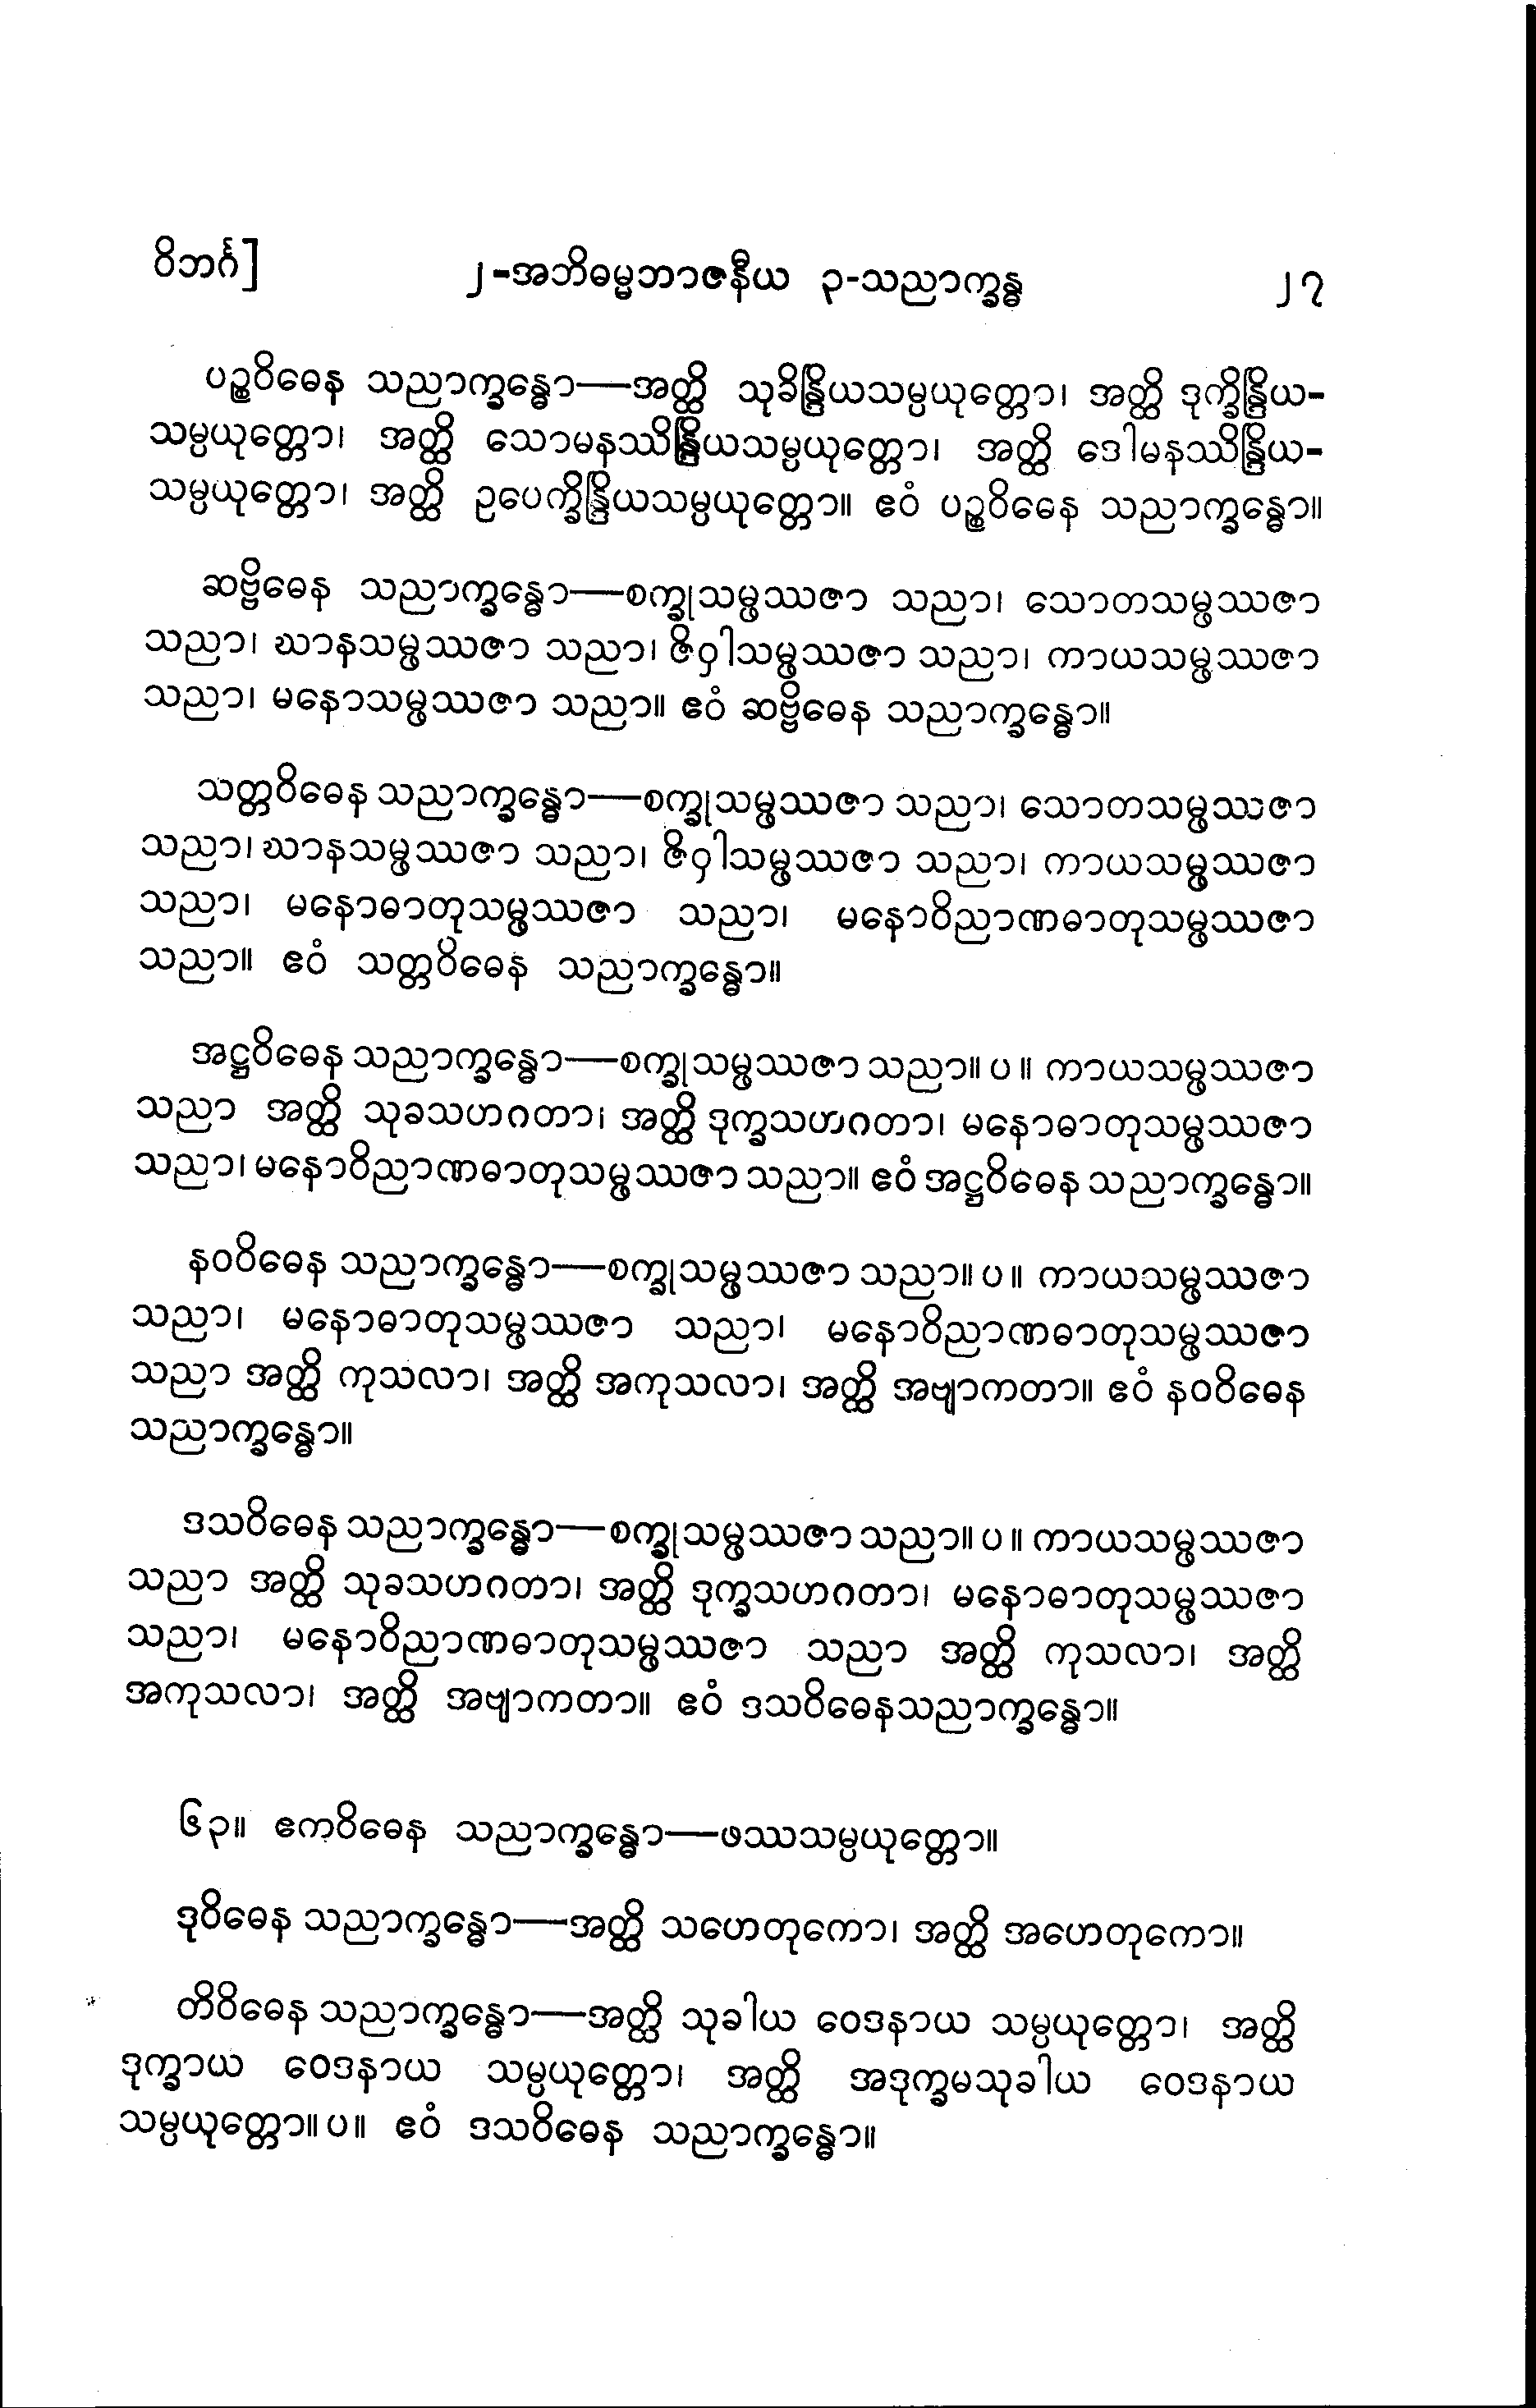 ဝိဘင်္ဂ] ၂-အဘိဓမ္မဘာဇနီယ ၃-သညာက္ခန္ဓ ၂၇
ပဉ္စဝိဓေန သညာက္ခန္ဓော—အတ္ထိ သုခိန္ဒြိယသမ္ပယုတ္တော၊ အတ္ထိ ဒုက္ခိန္ဒြိယ-
သမ္ပယုတ္တော၊ အတ္ထိ သောမနဿိန္ဒြိယသမ္ပယုတ္တော၊ အတ္ထိ ဒေါမနဿိန္ဒြိယ-
သမ္ပယုတ္တော၊ အတ္ထိ ဥပေက္ခိန္ဒြိယသမ္ပယုတ္တော။ ဧဝံ ပဉ္စဝိဓေန သညာက္ခန္ဓော။
ဆဗ္ဗိဓေန သညာက္ခန္ဓော—စက္ခုသမ္ဖဿဇာ သညာ၊ သောတသမ္ဖဿဇာ
သညာ၊ ဃာနသမ္ဖဿဇာ သညာ၊ ဇိဝှါသမ္ဖဿဇာ သညာ၊ ကာယသမ္ဖဿဇာ
သညာ၊ မနောသမ္ဖဿဇာ သညာ။ ဧဝံ ဆဗ္ဗိဓေန သညာက္ခန္ဓော။
သတ္တဝိဓေန သညာက္ခန္ဓော—စက္ခုသမ္ဖဿဇာ သညာ၊ သောတသမ္ဖဿဇာ
သညာ၊ ဃာနသမ္ဖဿဇာ သညာ၊ ဇိဝှါသမ္ဖဿဇာ သညာ၊ ကာယသမ္ဖဿဇာ
သညာ၊ မနောဓာတုသမ္ဖဿဇာ သညာ၊ မနောဝိညာဏဓာတုသမ္ဖဿဇာ
သညာ။ ဧဝံ သတ္တဝိဓေန သညာက္ခန္ဓော။
အဋ္ဌဝိဓေန သညာက္ခန္ဓော—စက္ခုသမ္ဖဿဇာ သညာ။ ပ ။ ကာယသမ္ဖဿဇာ
သညာ အတ္ထိ သုခသဟဂတာ၊ အတ္ထိ ဒုက္ခသဟဂတာ၊ မနောဓာတုသမ္ဖဿဇာ
သညာ၊ မနောဝိညာဏဓာတုသမ္ဖဿဇာ သညာ။ ဧဝံ အဋ္ဌဝိဓေန သညာက္ခန္ဓော။
နဝဝိဓေန သညာက္ခန္ဓော—စက္ခုသမ္ဖဿဇာ သညာ။ ပ ။ ကာယသမ္ဖဿဇာ
သညာ၊ မနောဓာတုသမ္ဖဿဇာ သညာ၊ မနောဝိညာဏဓာတုသမ္ဖဿဇာ
သညာ အတ္ထိ ကုသလာ၊ အတ္ထိ အကုသလာ၊ အတ္ထိ အဗျာကတာ။ ဧဝံ နဝဝိဓေန
သညာက္ခန္ဓော။
ဒသဝိဓေန သညာက္ခန္ဓော—စက္ခုသမ္ဖဿဇာ သညာ။ ပ ။ ကာယသမ္ဖဿဇာ
သညာ အတ္ထိ သုခသဟဂတာ၊ အတ္ထိ ဒုက္ခသဟဂတာ၊ မနောဓာတုသမ္ဖဿဇာ
သညာ၊ မနောဝိညာဏဓာတုသမ္ဖဿဇာ သညာ အတ္ထိ ကုသလာ၊ အတ္ထိ
အကုသလာ၊ အတ္ထိ အဗျာကတာ။ ဧဝံ ဒသဝိဓေနသညာက္ခန္ဓော။
၆၃။ ဧကဝိဓေန သညာက္ခန္ဓော—ဖဿသမ္ပယုတ္တော။
ဒုဝိဓေန သညာက္ခန္ဓော—အတ္ထိ သဟေတုကော၊ အတ္ထိ အဟေတုကော။
တိဝိဓေန သညာက္ခန္ဓော—အတ္ထိ သုခါယ ဝေဒနာယ သမ္ပယုတ္တော၊ အတ္ထိ
ဒုက္ခာယ ဝေဒနာယ သမ္ပယုတ္တော၊ အတ္ထိ အဒုက္ခမသုခါယ ဝေဒနာယ
သမ္ပယုတ္တော။ ပ။ ဧဝံ ဒသဝိဓေန သညာက္ခန္ဓော။